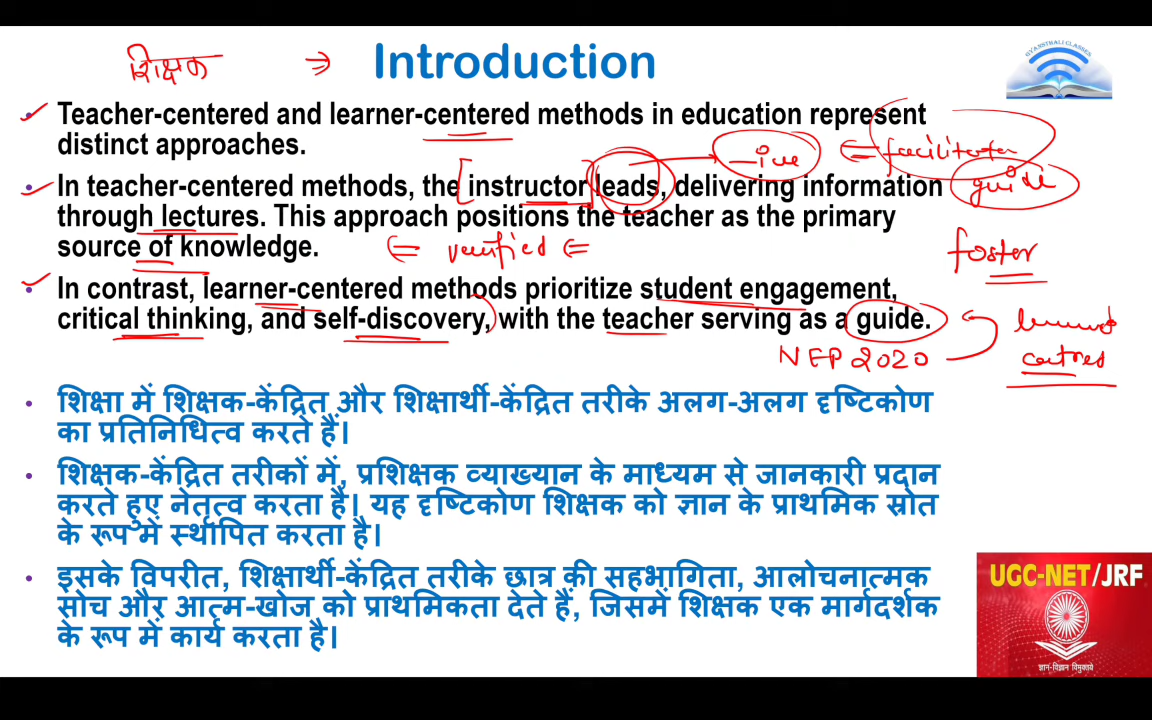 शिक्षक ⇒ Introduction
GYANSTHALI CLASSES
Teacher-centered and learner-centered methods in education represent
distinct approaches.
-ive ⇐ facilitator
In teacher-centered methods, the [instructor] leads, delivering information
guide
through lectures. This approach positions the teacher as the primary
source of knowledge. ⇐ verified ⇐
foster
In contrast, learner-centered methods prioritize student engagement,
critical thinking, and self-discovery, with the teacher serving as a guide.
NEP 2020
centred
शिक्षा में शिक्षक-केंद्रित और शिक्षार्थी-केंद्रित तरीके अलग-अलग दृष्टिकोण
का प्रतिनिधित्व करते हैं।
शिक्षक-केंद्रित तरीकों में, प्रशिक्षक व्याख्यान के माध्यम से जानकारी प्रदान
करते हुए नेतृत्व करता है। यह दृष्टिकोण शिक्षक को ज्ञान के प्राथमिक स्रोत
के रूप में स्थापित करता है।
इसके विपरीत, शिक्षार्थी-केंद्रित तरीके छात्र की सहभागिता, आलोचनात्मक
सोच और आत्म-खोज को प्राथमिकता देते हैं, जिसमें शिक्षक एक मार्गदर्शक
के रूप में कार्य करता है।
UGC-NET/JRF
ज्ञान-विज्ञान विमुक्तये